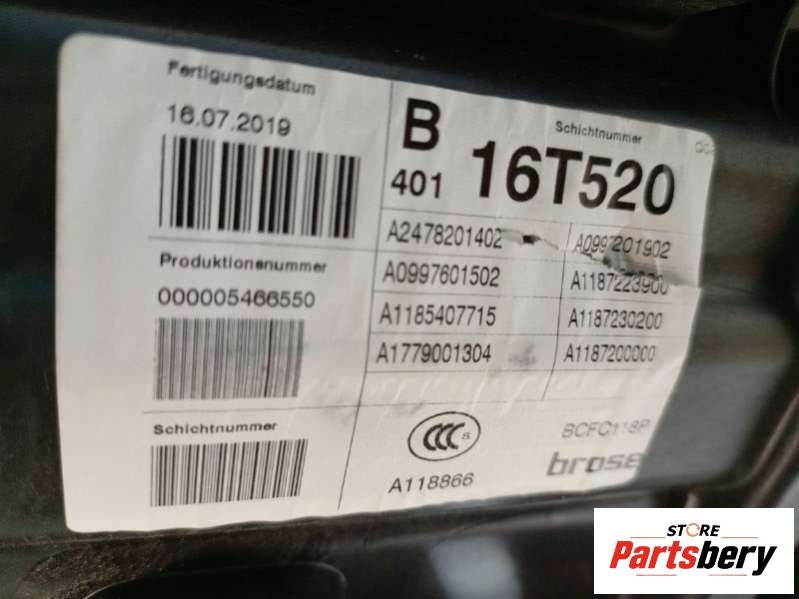 Fertigungsdatum
16.07.2019
Produktionsnummer
000005466550
Schichtnummer
B
401
Schichtnummer
16T520
A2478201402
A0997201902
A0997601502
A1187223900
A1185407715
A1187230200
A1779001304
A1187200000
CCC S
A118866
brose
STORE
Partsbery